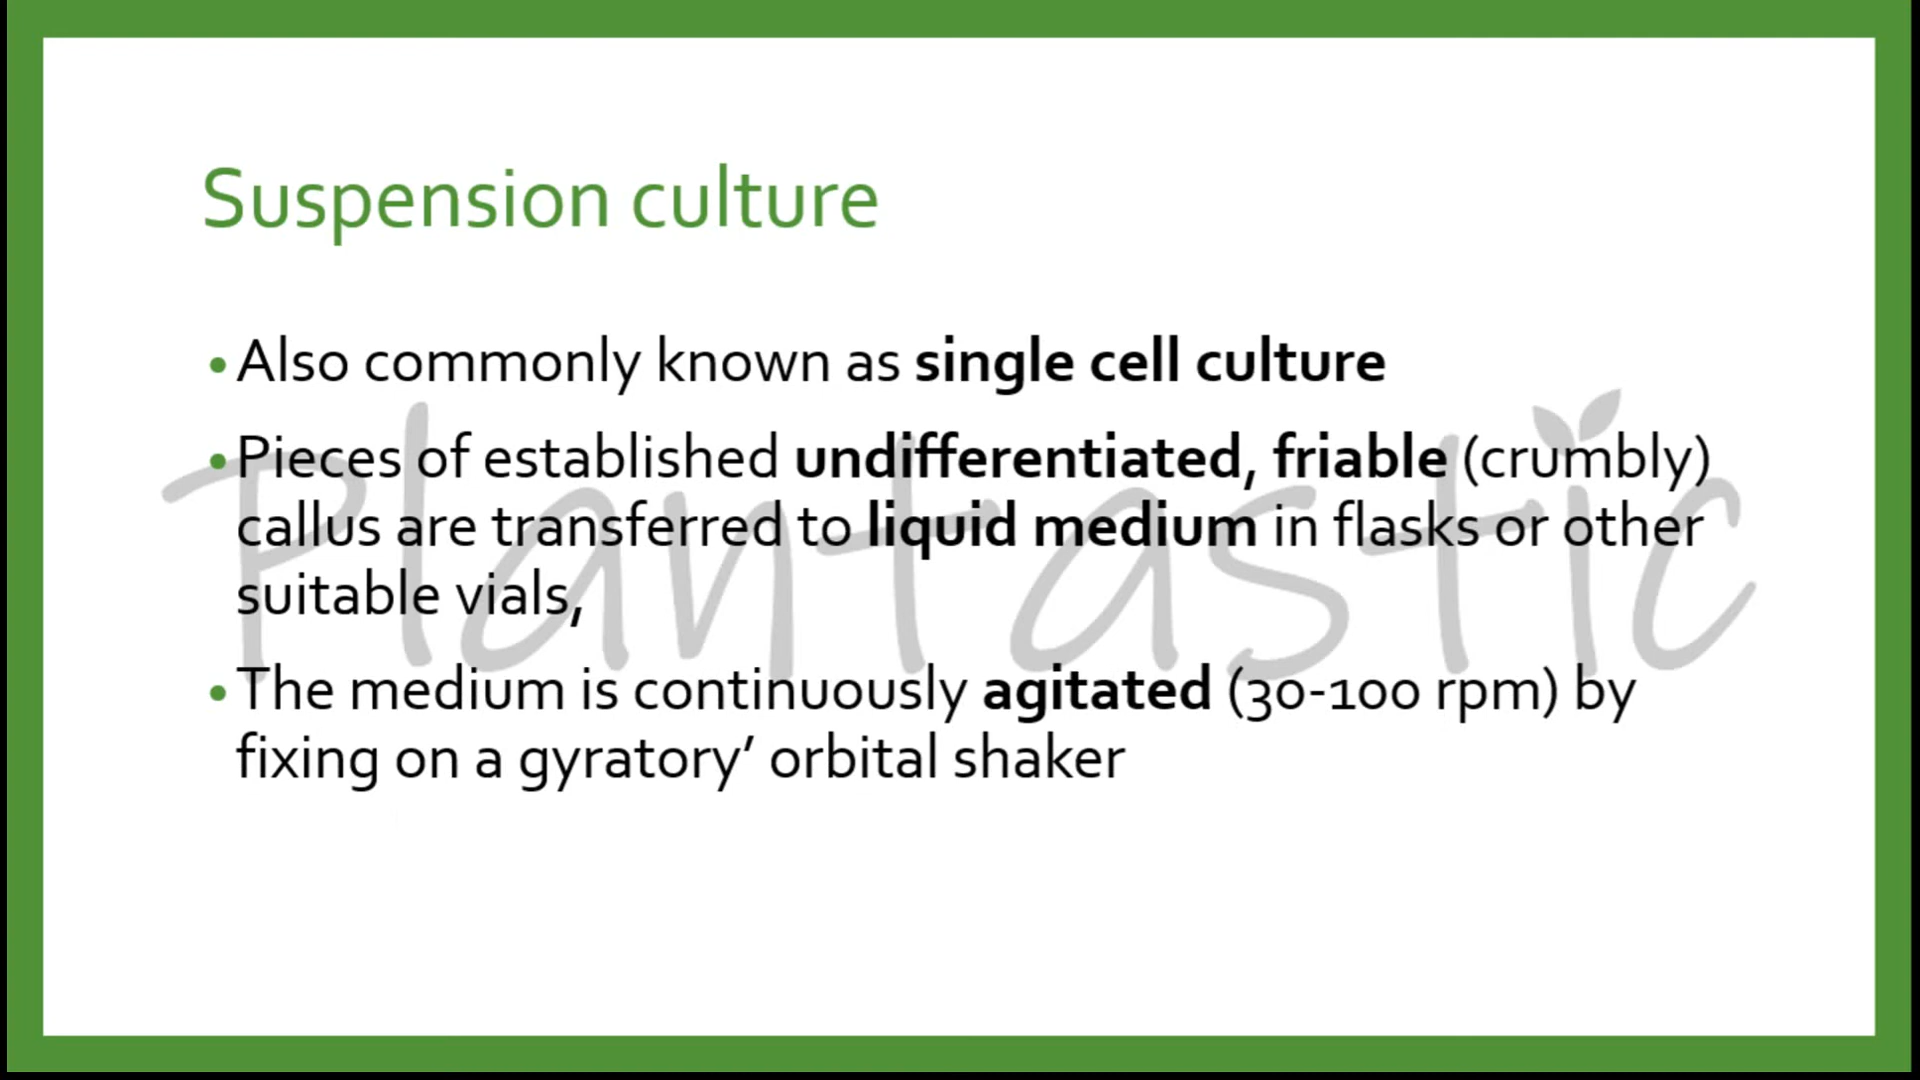 Suspension culture
• Also commonly known as single cell culture
• Pieces of established undifferentiated, friable (crumbly)
callus are transferred to liquid medium in flasks or other
suitable vials,
• The medium is continuously agitated (30-100 rpm) by
fixing on a gyratory’ orbital shaker
Plantastic